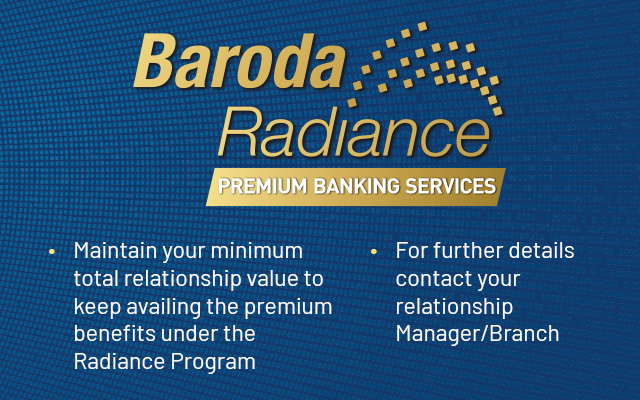 Baroda
Radiance
PREMIUM BANKING SERVICES
• Maintain your minimum
total relationship value to
keep availing the premium
benefits under the
Radiance Program
• For further details
contact your
relationship
Manager/Branch